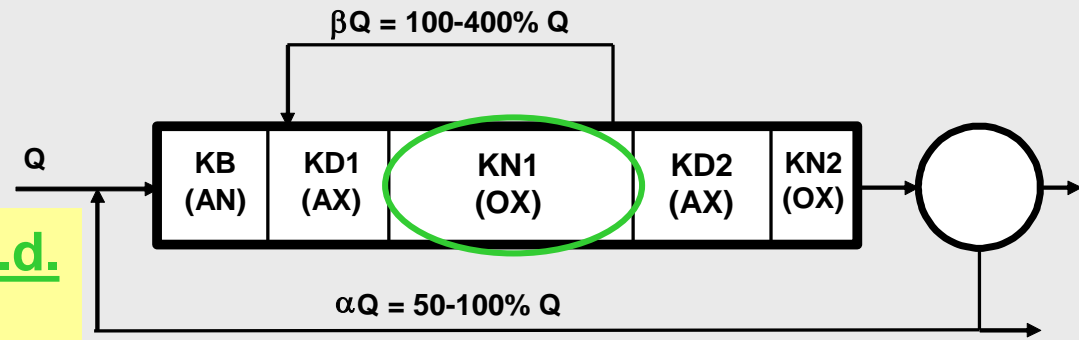 βQ = 100-400% Q
Q
KB
(AN)
KD1
(AX)
KN1
(OX)
KD2
(AX)
KN2
(OX)
.d.
αQ = 50-100% Q